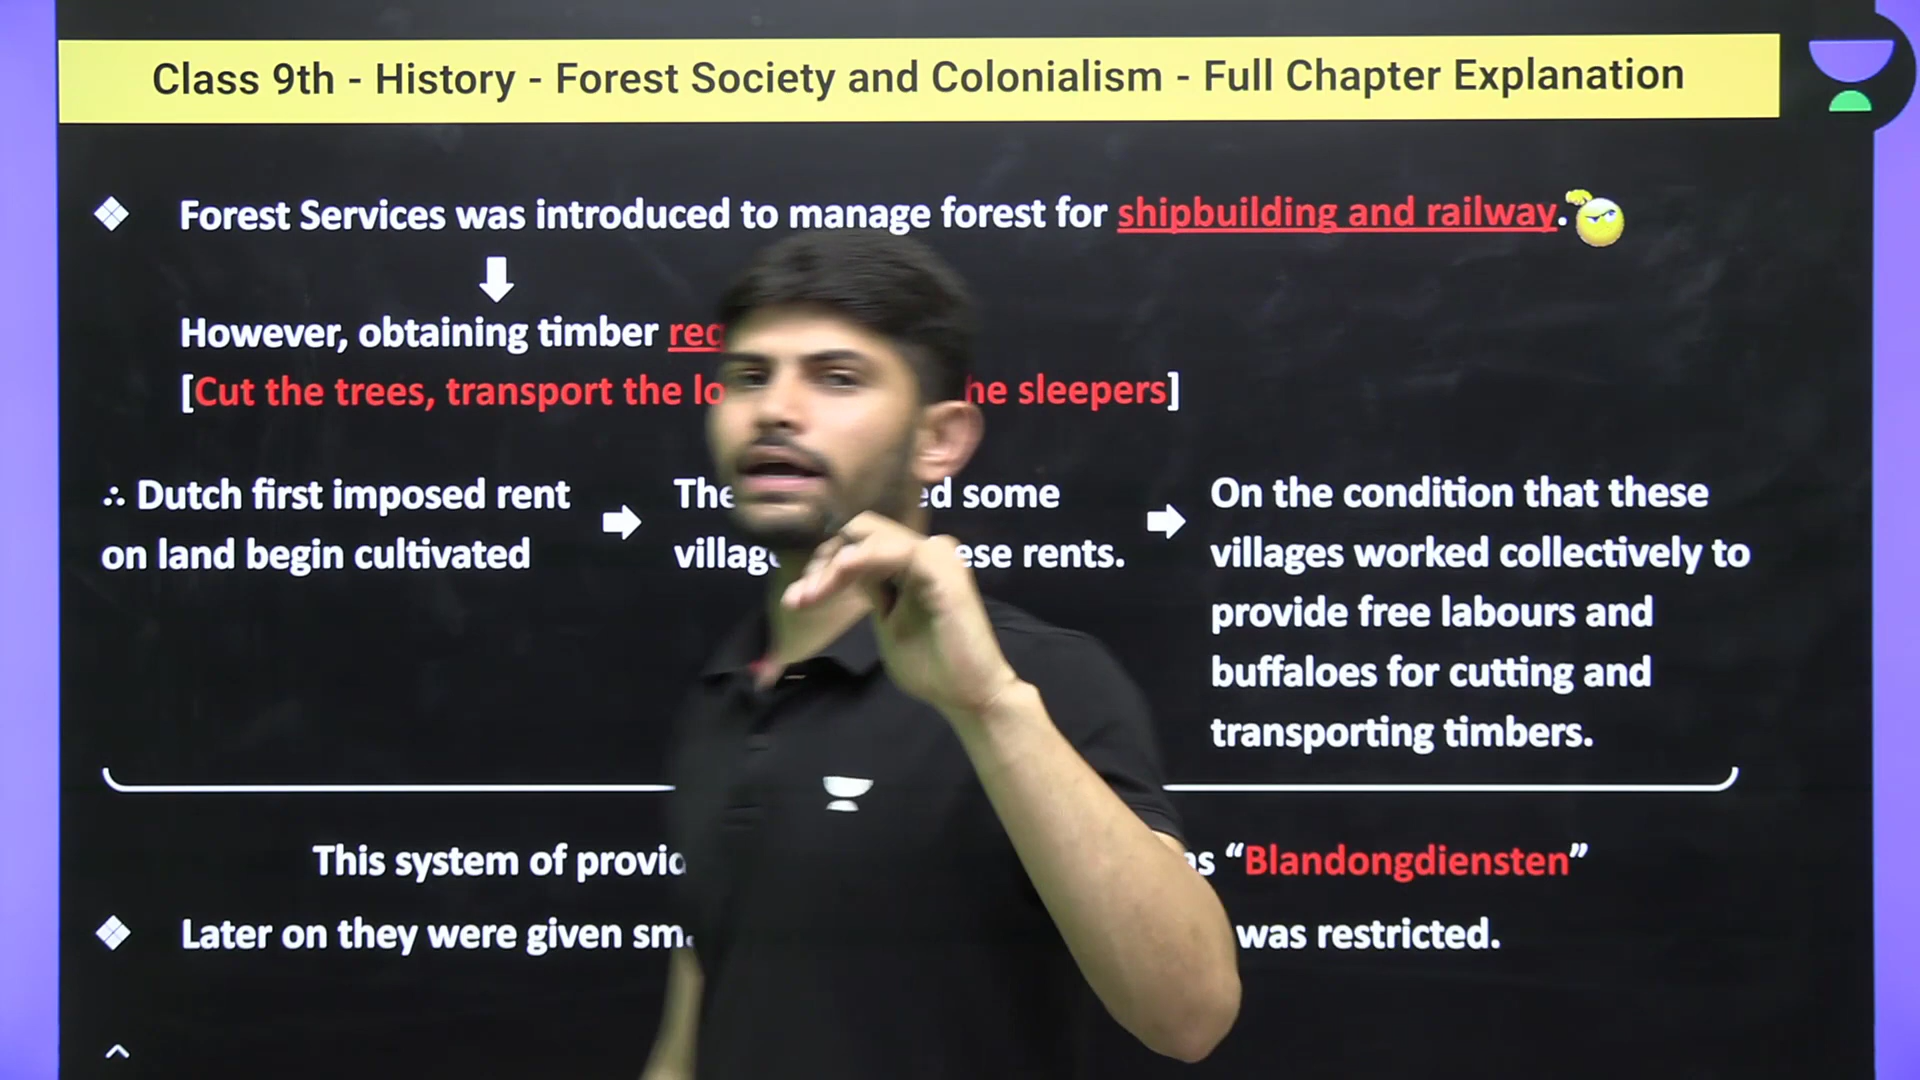 Class 9th - History - Forest Society and Colonialism - Full Chapter Explanation
Forest Services was introduced to manage forest for shipbuilding and railway.
However, obtaining timber
[Cut the trees, transport the sleepers]
∴ Dutch first imposed rent
on land begin cultivated
some
these rents.
On the condition that these
villages worked collectively to
provide free labours and
buffaloes for cutting and
transporting timbers.
This system of "Blandongdiensten"
Later on they were given was restricted.